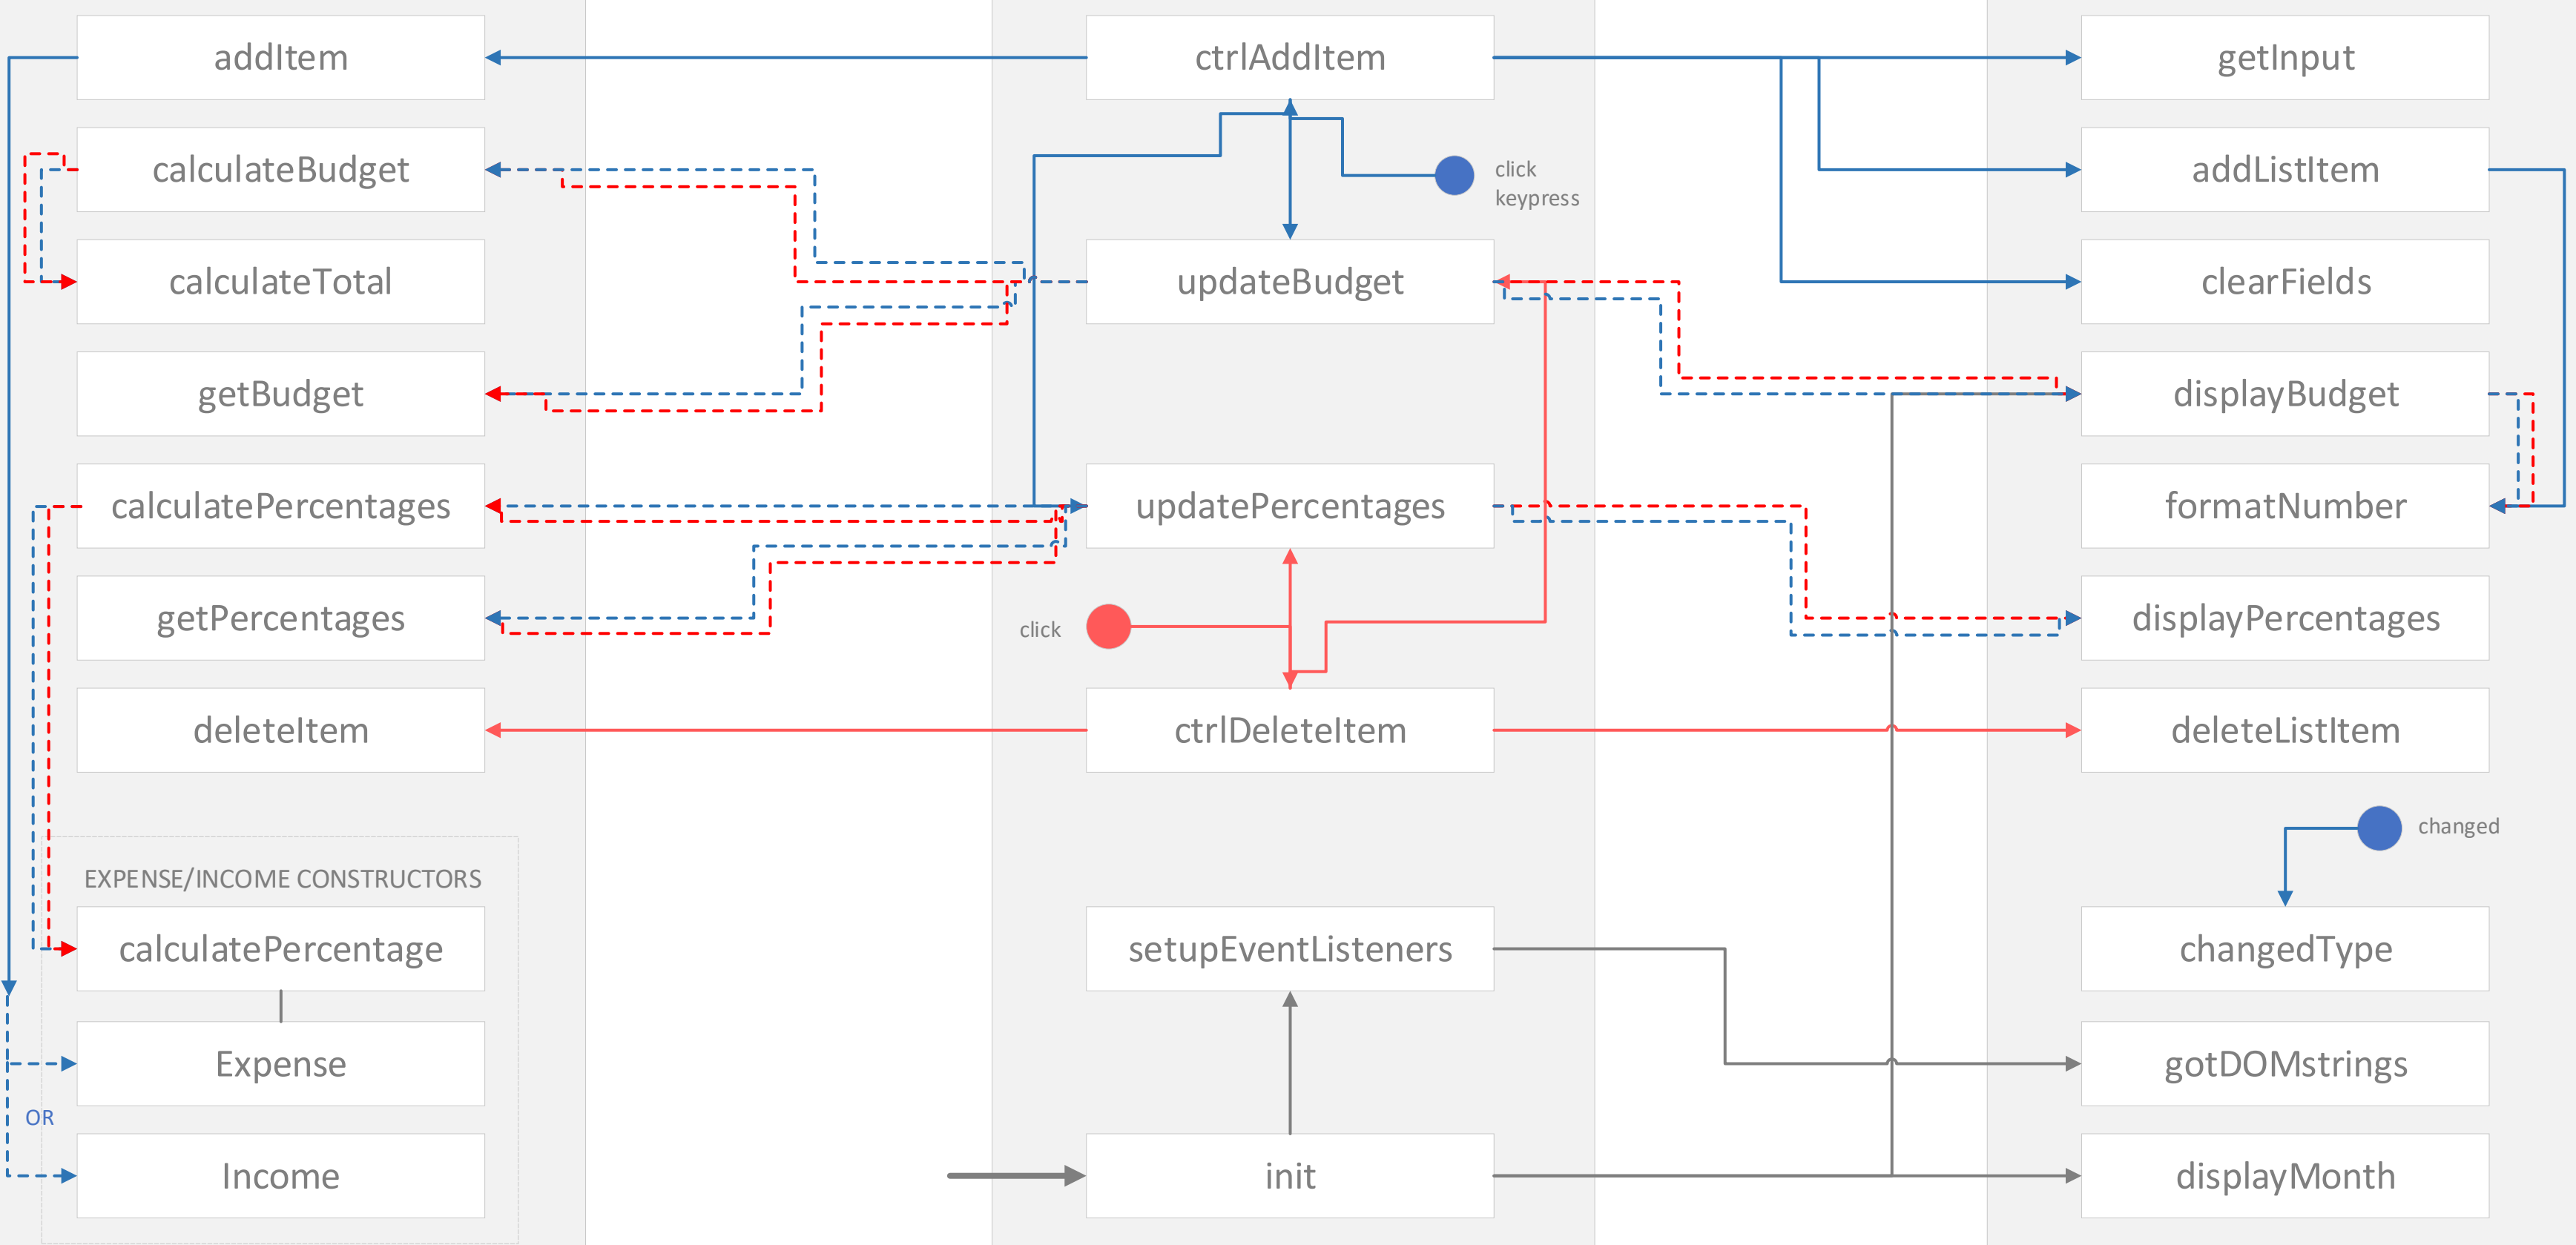 addItem
ctrlAddItem
getInput
calculateBudget
click
keypress
addListItem
calculateTotal
updateBudget
clearFields
getBudget
displayBudget
calculatePercentages
updatePercentages
formatNumber
getPercentages
click
displayPercentages
deleteItem
ctrlDeleteItem
deleteListItem
changed
EXPENSE/INCOME CONSTRUCTORS
calculatePercentage
setupEventListeners
changedType
Expense
gotDOMstrings
OR
Income
init
displayMonth